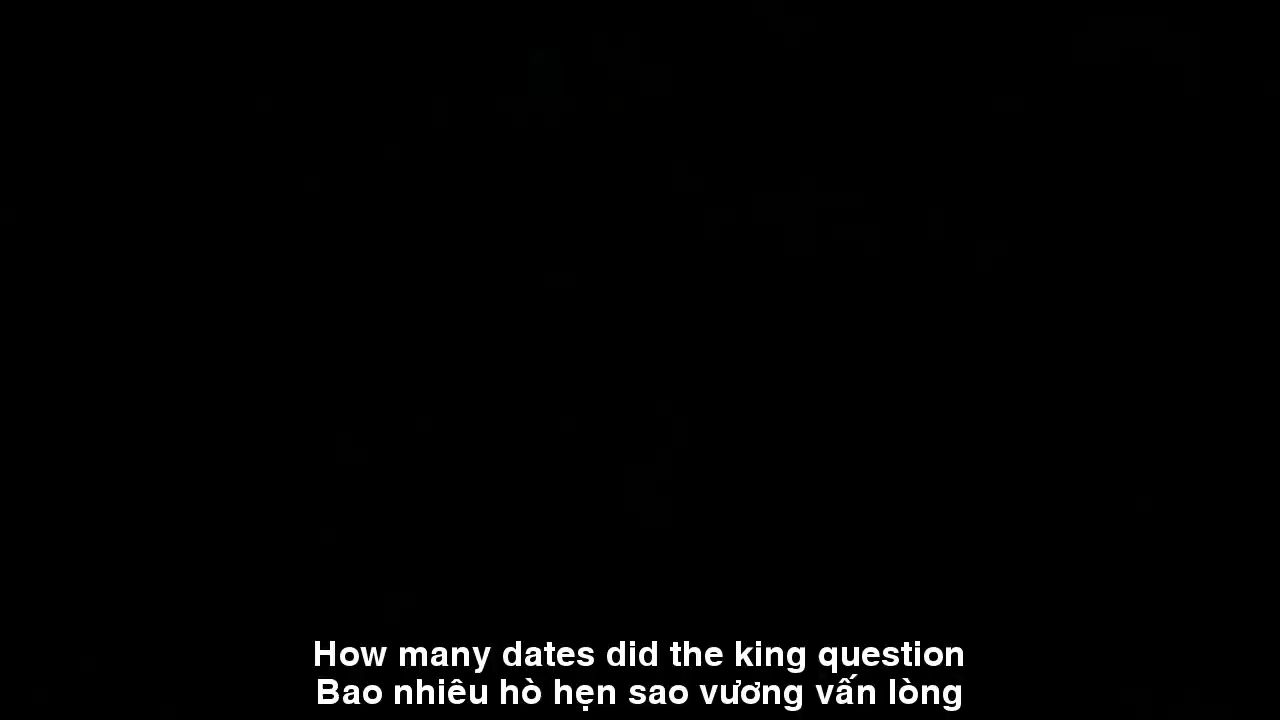 How many dates did the king question
Bao nhiêu hò hẹn sao vương vấn lòng